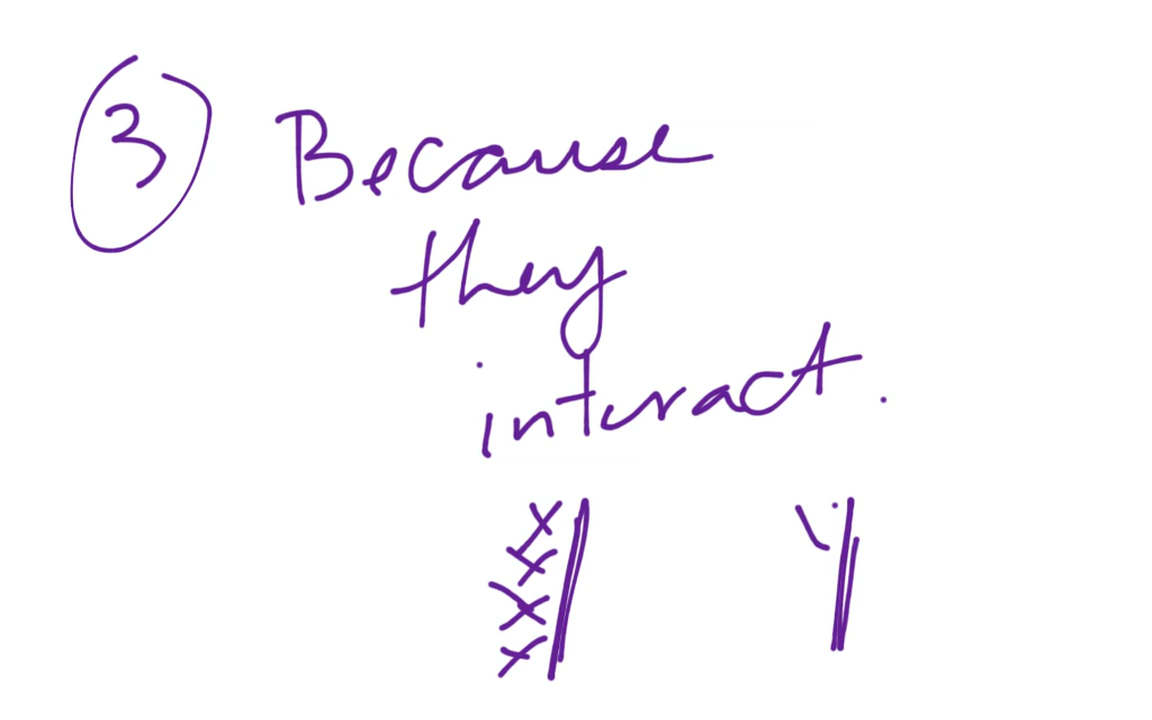 ③ Because
they
interact.